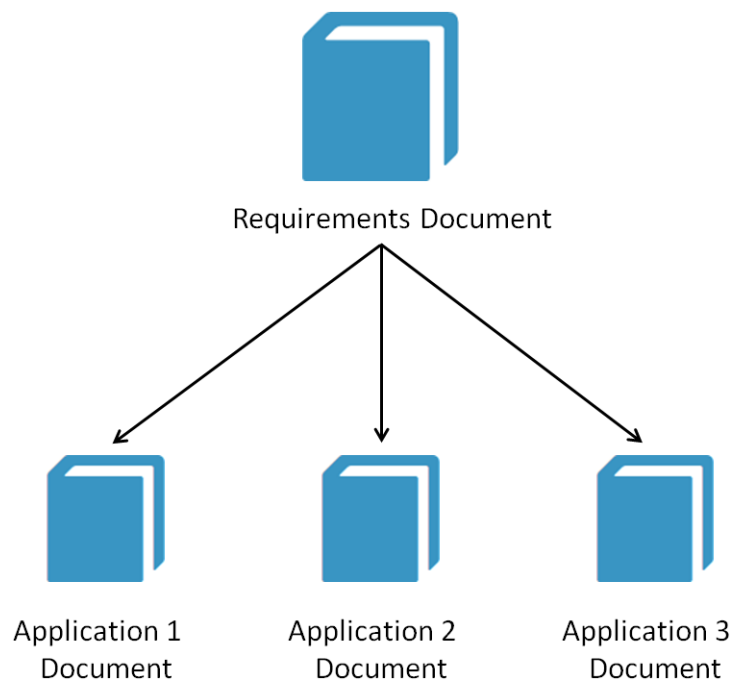 Requirements Document
Application 1
Document
Application 2
Document
Application 3
Document